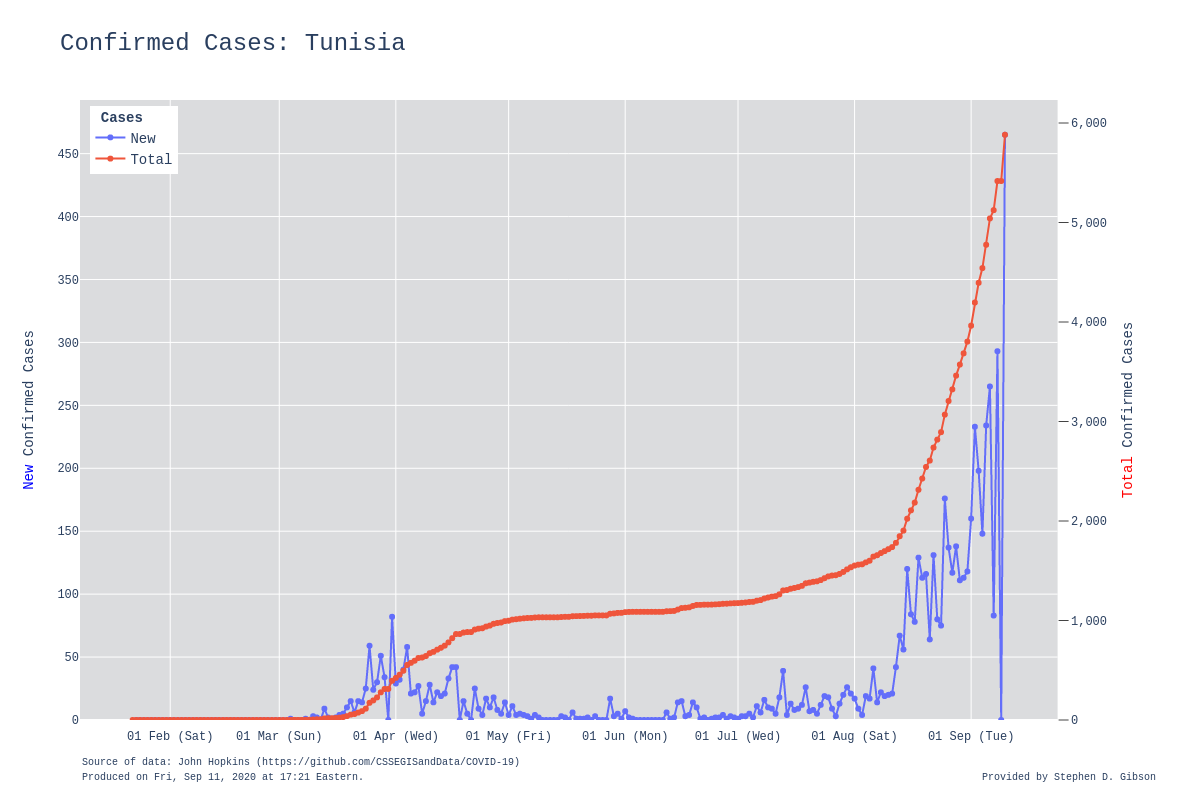 Confirmed Cases: Tunisia
Cases
New
Total
450
400
350
300
250
200
150
100
50
0
6,000
5,000
4,000
3,000
2,000
1,000
0
New Confirmed Cases
Total Confirmed Cases
01 Feb (Sat)
01 Mar (Sun)
01 Apr (Wed)
01 May (Fri)
01 Jun (Mon)
01 Jul (Wed)
01 Aug (Sat)
01 Sep (Tue)
Source of data: John Hopkins (https://github.com/CSSEGISandData/COVID-19)
Produced on Fri, Sep 11, 2020 at 17:21 Eastern.
Provided by Stephen D. Gibson